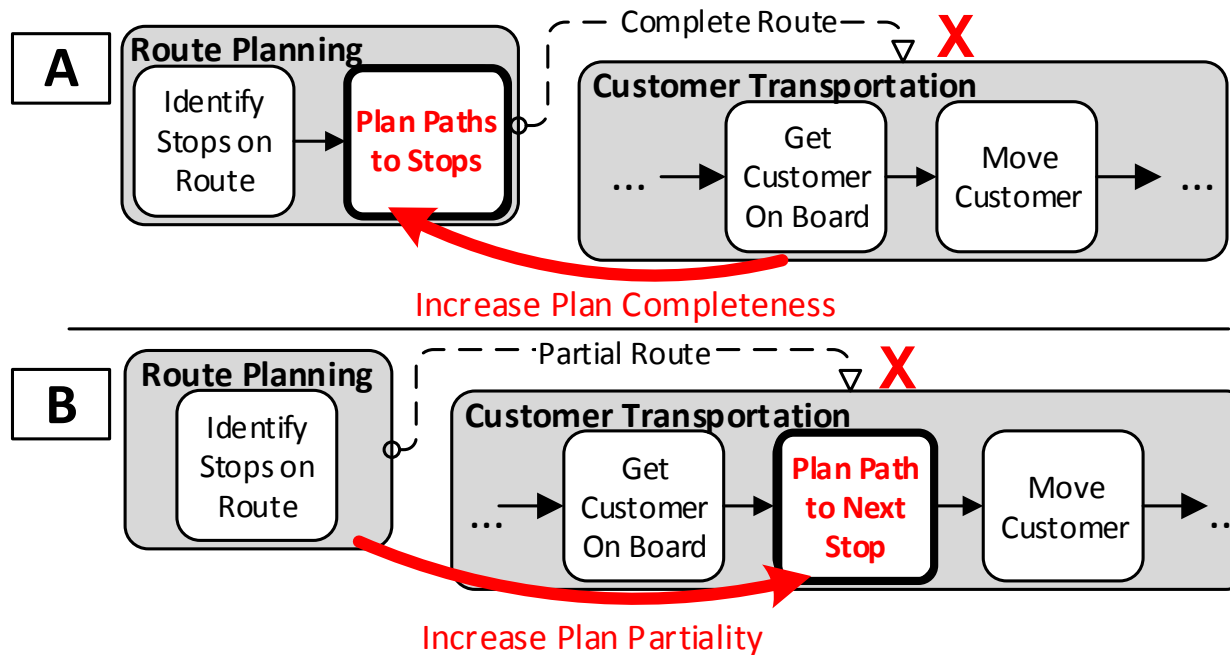 A
Route Planning
Identify
Stops on
Route
Plan Paths
to Stops
Complete Route
X
Customer Transportation
...
Get
Customer
On Board
Move
Customer
...
Increase Plan Completeness
B
Route Planning
Identify
Stops on
Route
Partial Route
X
Customer Transportation
...
Get
Customer
On Board
Plan Path
to Next
Stop
Move
Customer
...
Increase Plan Partiality